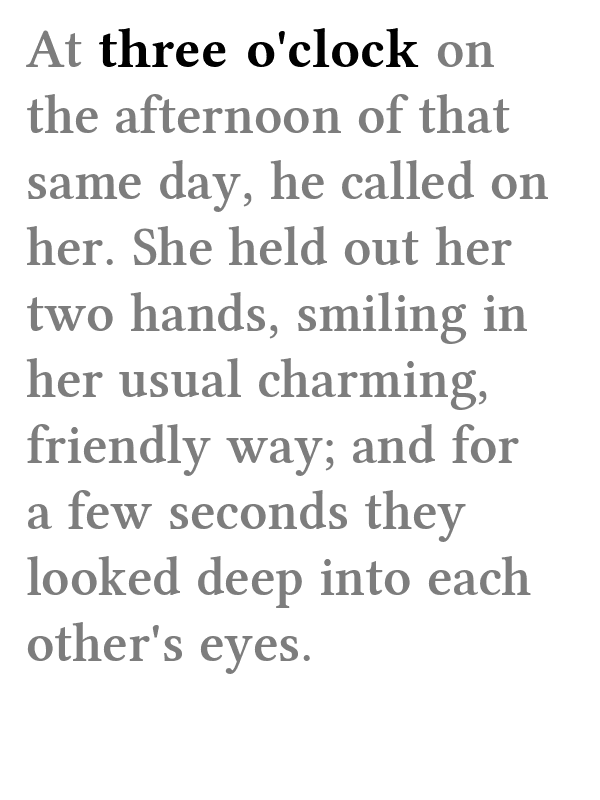 At three o'clock on
the afternoon of that
same day, he called on
her. She held out her
two hands, smiling in
her usual charming,
friendly way; and for
a few seconds they
looked deep into each
other's eyes.